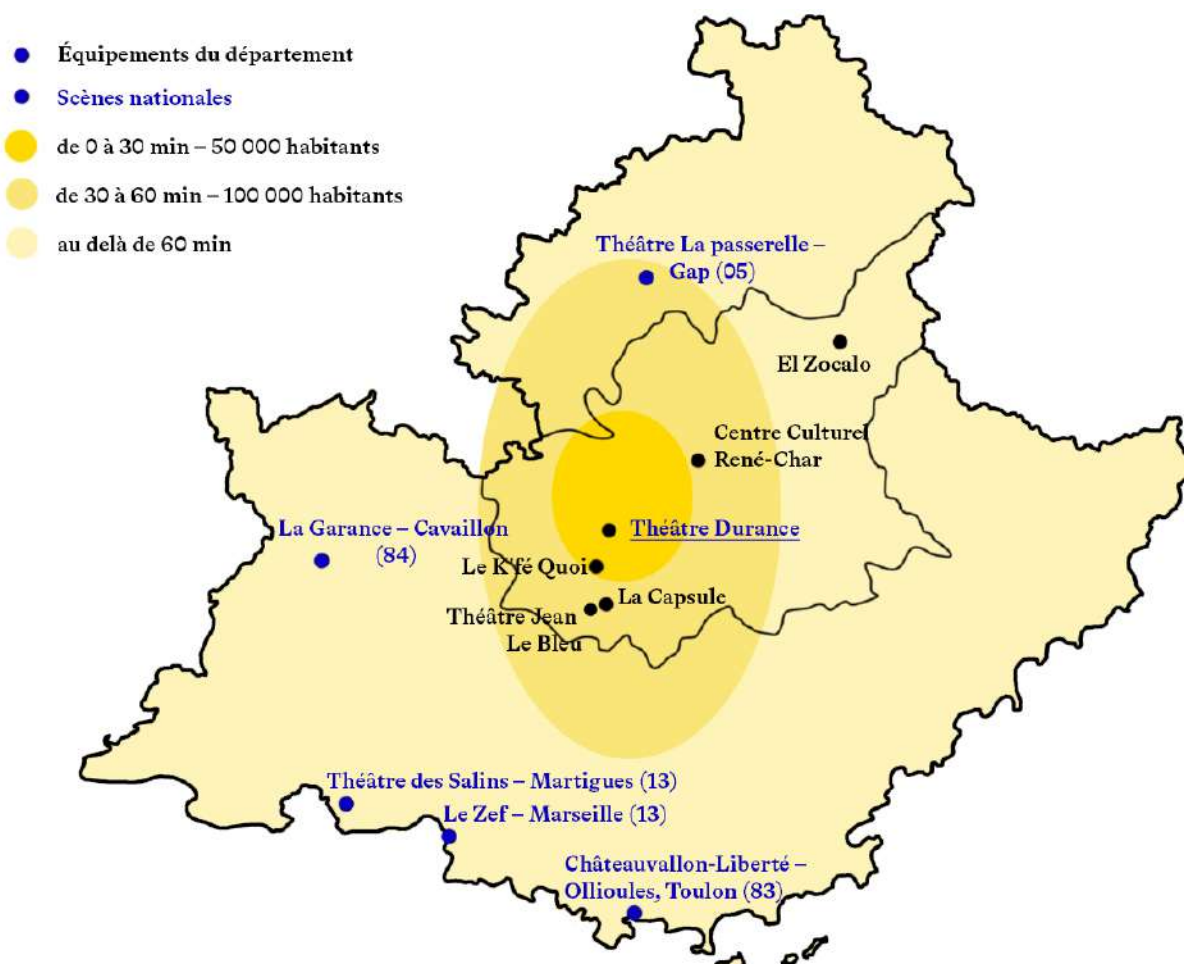 Équipements du département
Scènes nationales
de 0 à 30 min – 50 000 habitants
de 30 à 60 min – 100 000 habitants
au delà de 60 min
Théâtre La passerelle –
Gap (05)
El Zocalo
Centre Culturel
René-Char
La Garance – Cavaillon
(84)
Théâtre Durance
Le K'fé Quoi
La Capsule
Théâtre Jean
Le Bleu
Théâtre des Salins – Martigues (13)
Le Zef – Marseille (13)
Châteauvallon-Liberté –
Ollioules, Toulon (83)